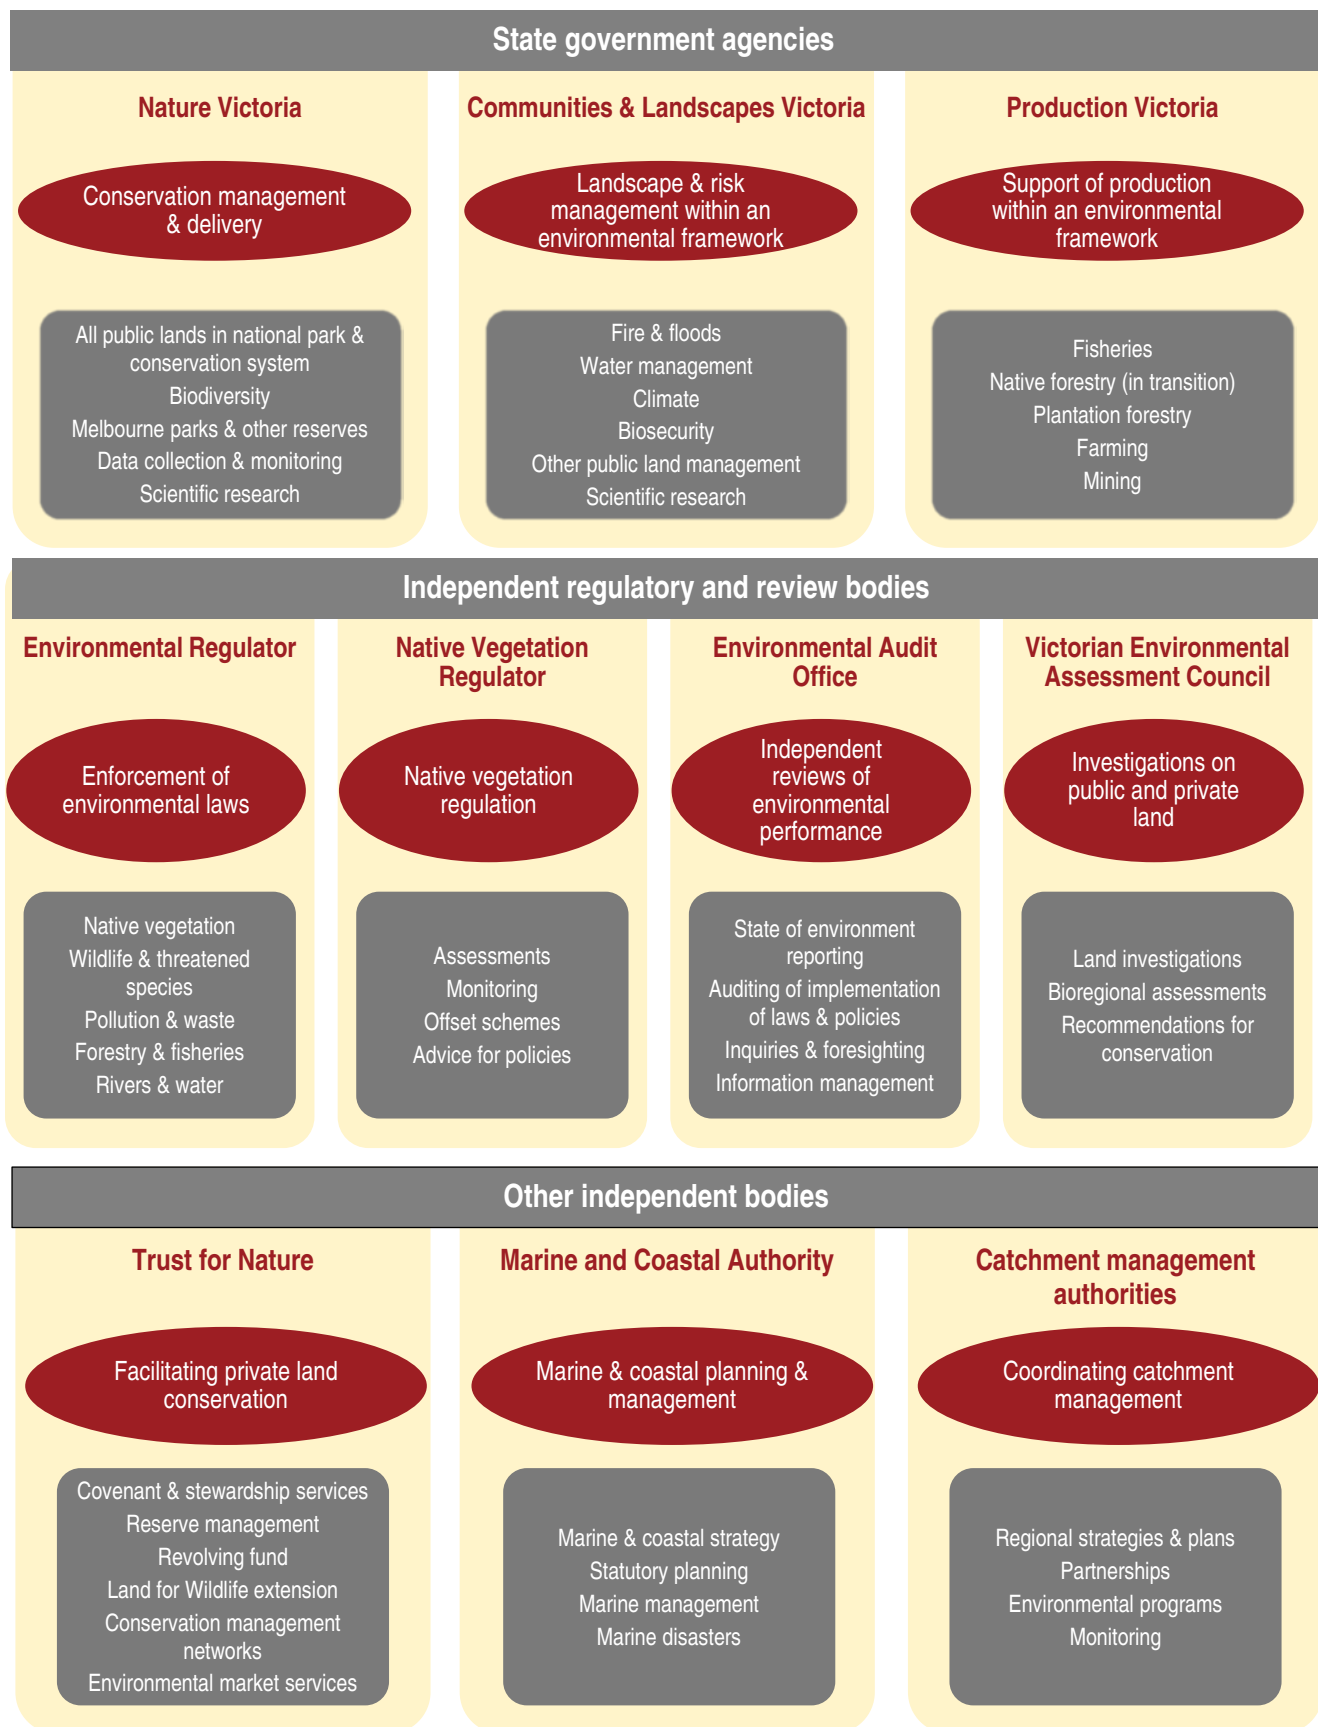 State government agencies
Nature Victoria
Conservation management
& delivery
All public lands in national park &
conservation system
Biodiversity
Melbourne parks & other reserves
Data collection & monitoring
Scientific research
Communities & Landscapes Victoria
Landscape & risk
management within an
environmental framework
Fire & floods
Water management
Climate
Biosecurity
Other public land management
Scientific research
Production Victoria
Support of production
within an environmental
framework
Fisheries
Native forestry (in transition)
Plantation forestry
Farming
Mining
Independent regulatory and review bodies
Environmental Regulator
Enforcement of
environmental laws
Native vegetation
Wildlife & threatened
species
Pollution & waste
Forestry & fisheries
Rivers & water
Native Vegetation
Regulator
Native vegetation
regulation
Assessments
Monitoring
Offset schemes
Advice for policies
Environmental Audit
Office
Independent
reviews of
environmental
performance
State of environment
reporting
Auditing of implementation
of laws & policies
Inquiries & foresighting
Information management
Victorian Environmental
Assessment Council
Investigations on
public and private
land
Land investigations
Bioregional assessments
Recommendations for
conservation
Other independent bodies
Trust for Nature
Facilitating private land
conservation
Covenant & stewardship services
Reserve management
Revolving fund
Land for Wildlife extension
Conservation management
networks
Environmental market services
Marine and Coastal Authority
Marine & coastal planning &
management
Marine & coastal strategy
Statutory planning
Marine management
Marine disasters
Catchment management
authorities
Coordinating catchment
management
Regional strategies & plans
Partnerships
Environmental programs
Monitoring